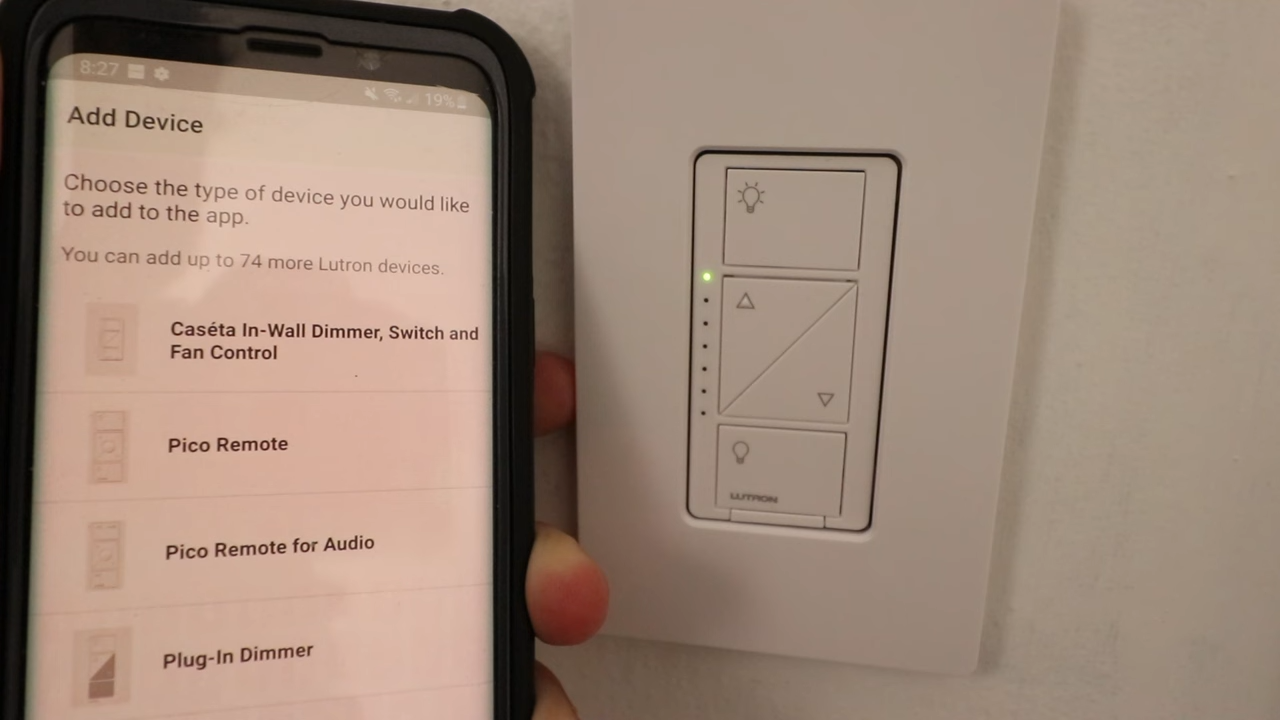 8:27
19%
Add Device
Choose the type of device you would like
to add to the app.
You can add up to 74 more Lutron devices.
Caséta In-Wall Dimmer, Switch and
Fan Control
Pico Remote
Pico Remote for Audio
Plug-In Dimmer
LUTRON